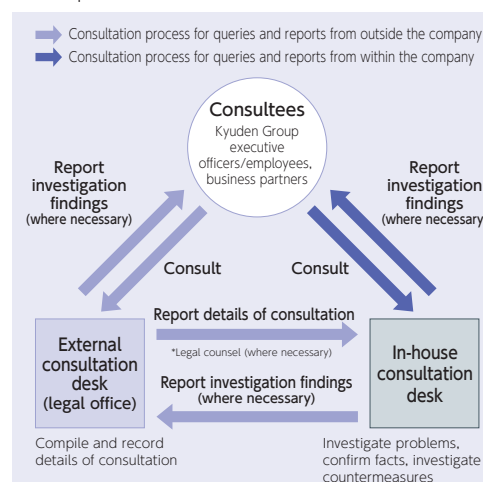 Consultation process for queries and reports from outside the company
Consultation process for queries and reports from within the company
Consultees
Kyuden Group
executive
officers/employees,
business partners
Report
investigation
findings
(where necessary)
Report
investigation
findings
(where necessary)
Consult
Consult
Report details of consultation
*Legal counsel (where necessary)
Report investigation findings
(where necessary)
External
consultation
desk
(legal office)
In-house
consultation
desk
Compile and record
details of consultation
Investigate problems,
confirm facts, investigate
countermeasures